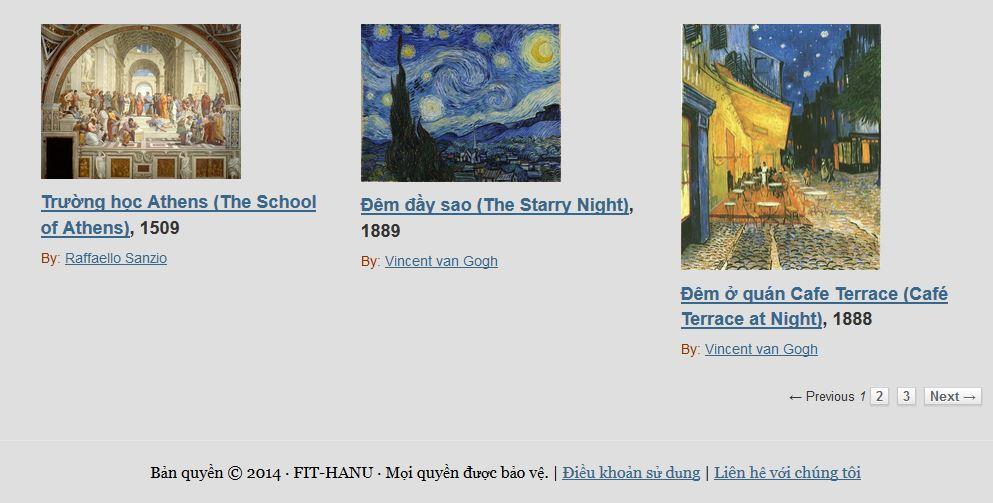 Trường học Athens (The School
of Athens), 1509
By: Raffaello Sanzio
Đêm đầy sao (The Starry Night),
1889
By: Vincent van Gogh
Đêm ở quán Cafe Terrace (Café
Terrace at Night), 1888
By: Vincent van Gogh
← Previous 1 2 3 Next →
Bản quyền © 2014 · FIT-HANU · Mọi quyền được bảo vệ. | Điều khoản sử dụng | Liên hê với chúng tôi